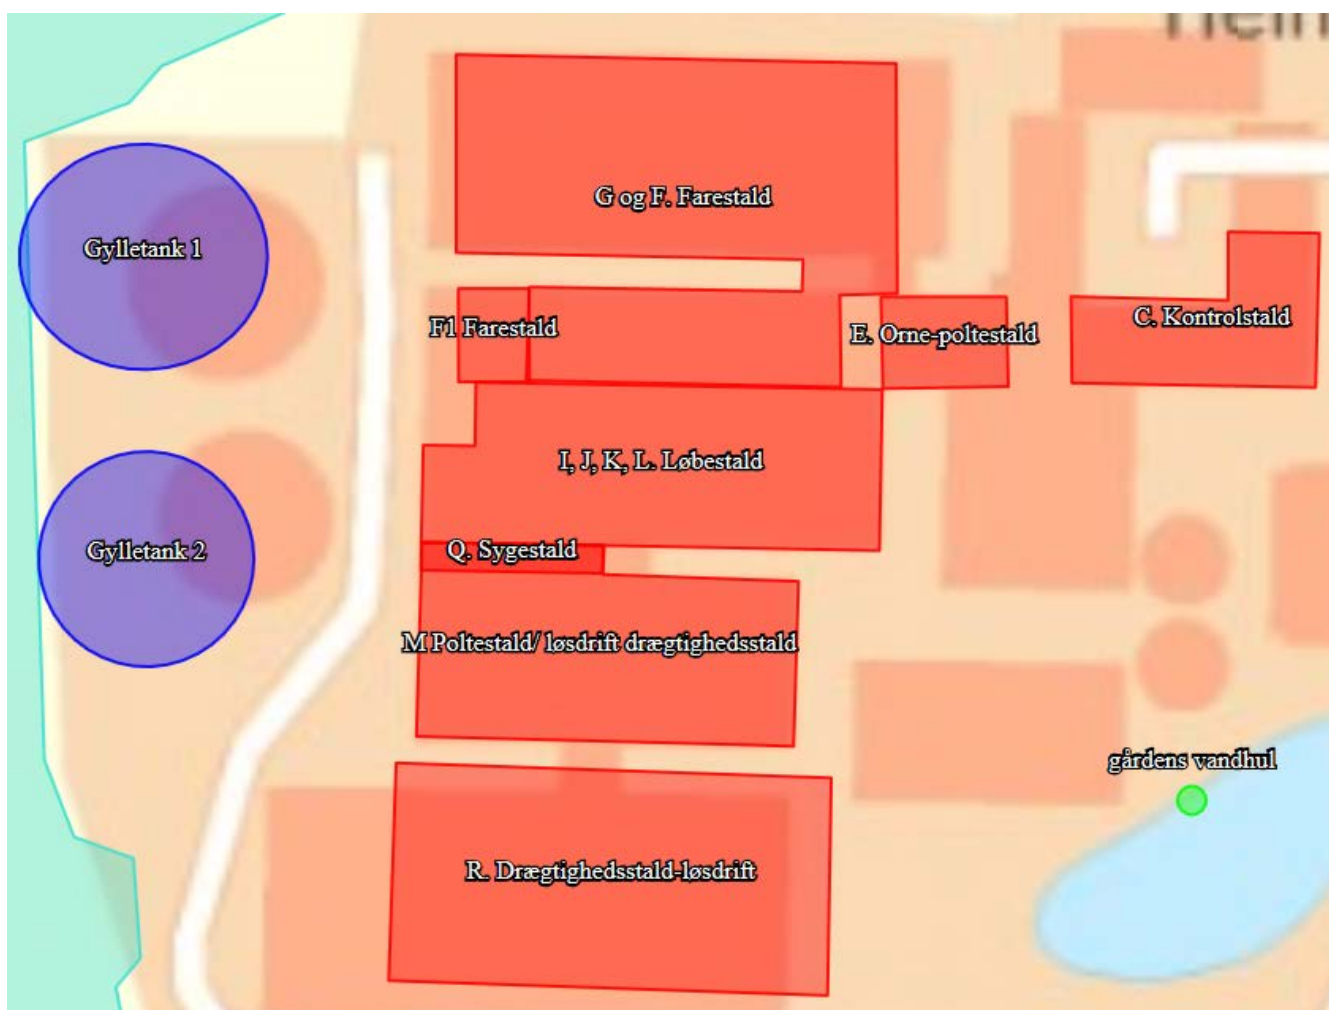 G og F. Farestald
Gylletank 1
F1 Farestald
E. Orne-poltestald
C. Kontrolstald
I, J, K, L. Løbestald
Gylletank 2
Q. Sygestald
M Poltestald/ løsdrift drægtighedsstald
gårdens vandhul
R. Drægtighedsstald-løsdrift